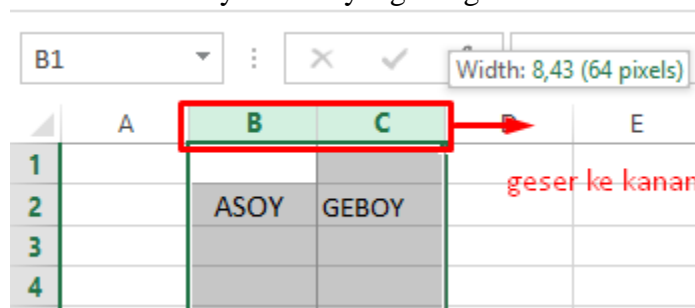 B1
Width: 8,43 (64 pixels)
A B C D E
1
geser ke kanan
2 ASOY GEBOY
3
4